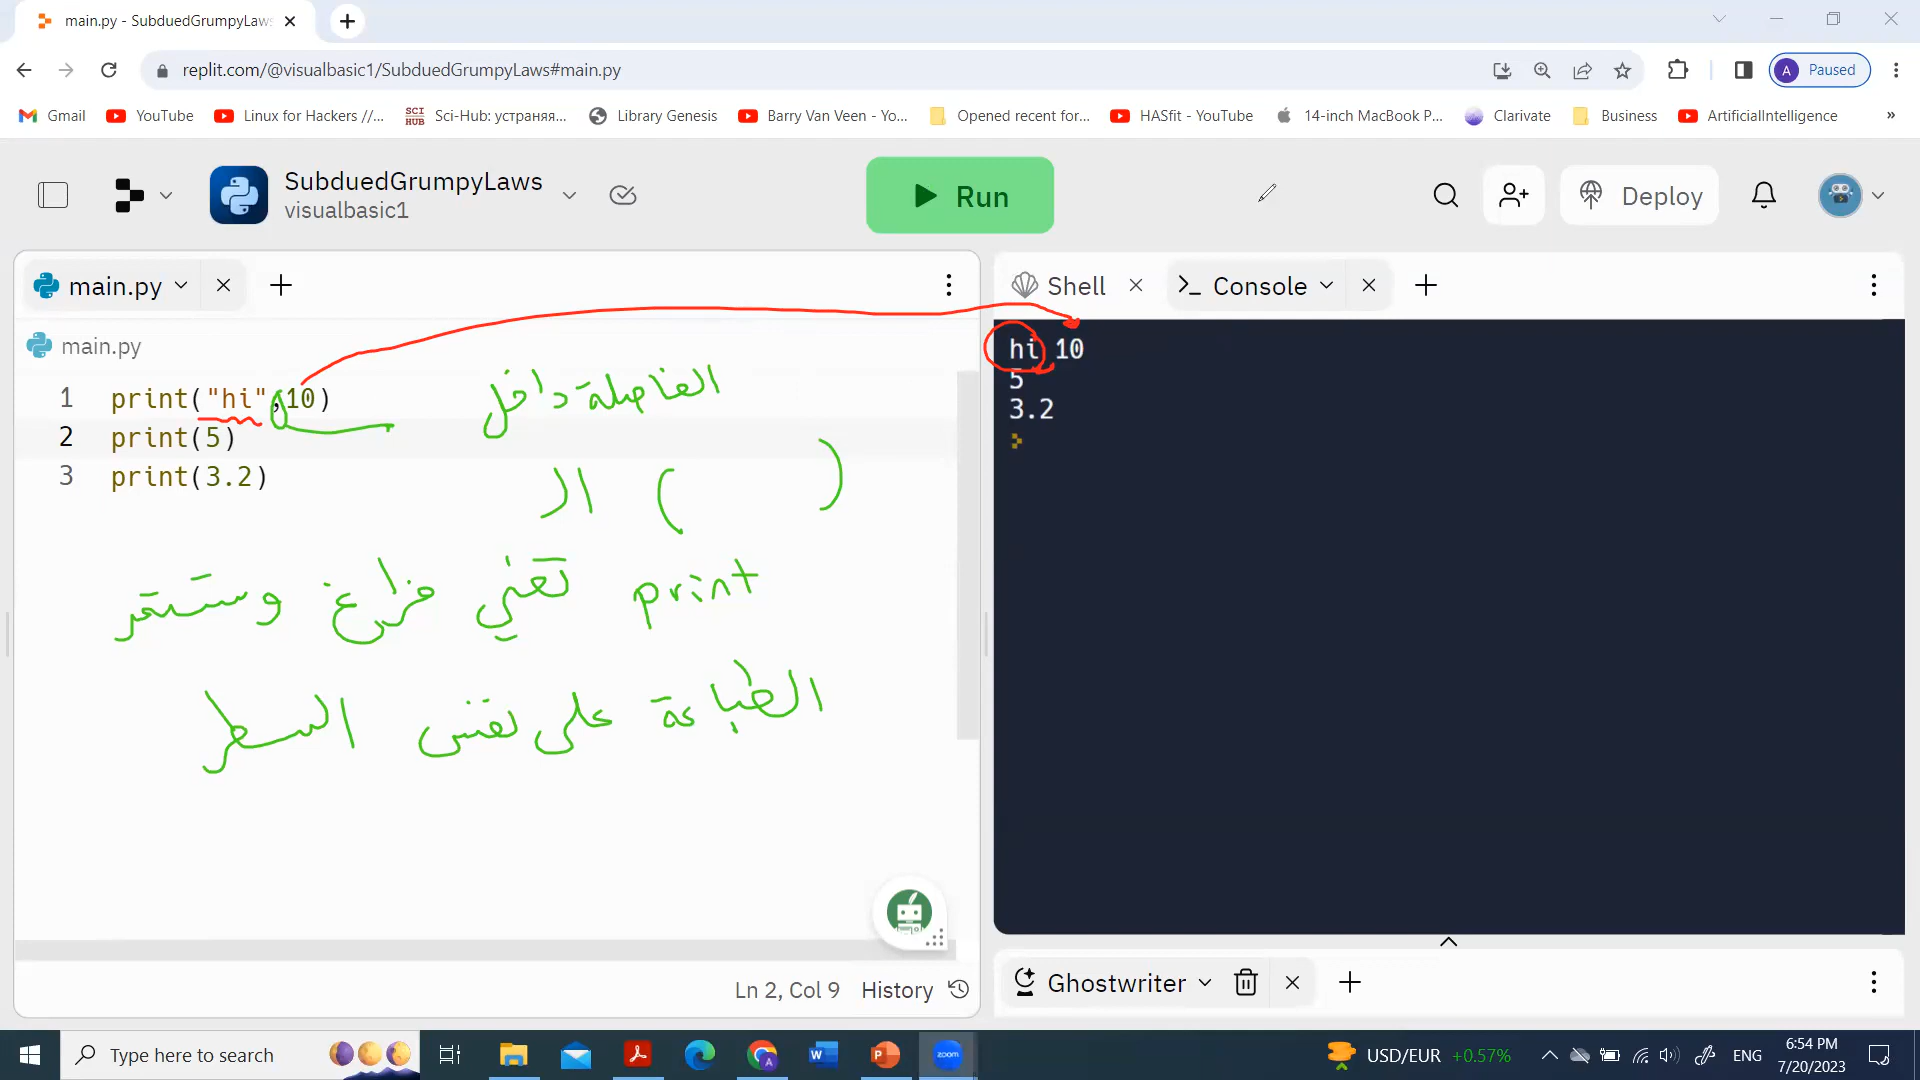 main.py - SubduedGrumpyLaws
replit.com/@visualbasic1/SubduedGrumpyLaws#main.py
A Paused
Gmail YouTube Linux for Hackers //... SCI HUB Sci-Hub: устраняя... Library Genesis Barry Van Veen - Yo... Opened recent for... HASfit - YouTube 14-inch MacBook P... Clarivate Business ArtificialIntelligence »
SubduedGrumpyLaws
visualbasic1
Run
Deploy
main.py
Shell
Console
main.py
1 print("hi",10)
2 print(5)
3 print(3.2)
الفاصلة داخل
ال ( )
print تعني فراغ وستستمر
الطباعة على نفس السطر
hi 10
5
3.2
Ln 2, Col 9 History
Ghostwriter
Type here to search
zoom
USD/EUR +0.57%
ENG
6:54 PM
7/20/2023